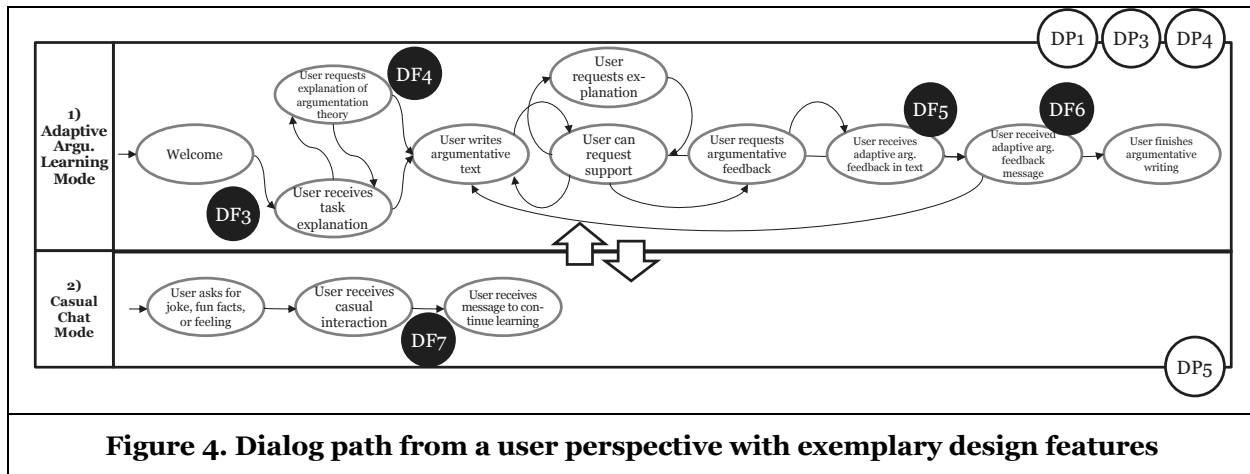 DP1 DP3 DP4
1)
Adaptive
Argu.
Learning
Mode
Welcome
DF3
User requests
explanation of
argumentation
theory
DF4
User receives
task
explanation
User writes
argumentative
text
User
requests ex-
planation
User can
request
support
User requests
argumentative
feedback
DF5
User receives
adaptive arg.
feedback in text
DF6
User received
adaptive arg.
feedback
message
User finishes
argumentative
writing
2)
Casual
Chat
Mode
User asks for
joke, fun facts,
or feeling
User receives
casual
interaction
DF7
User receives
message to con-
tinue learning
DP5
Figure 4. Dialog path from a user perspective with exemplary design features